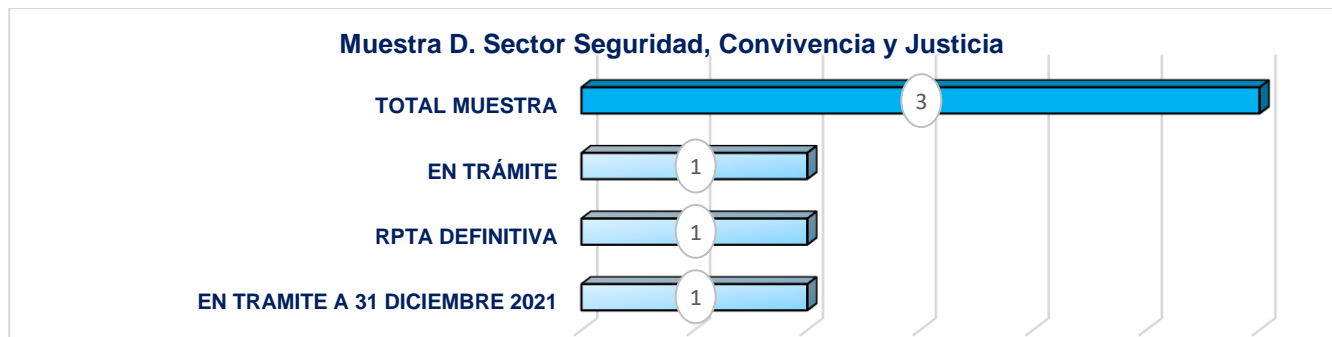 Muestra D. Sector Seguridad, Convivencia y Justicia
TOTAL MUESTRA 3
EN TRÁMITE 1
RPTA DEFINITIVA 1
EN TRAMITE A 31 DICIEMBRE 2021 1